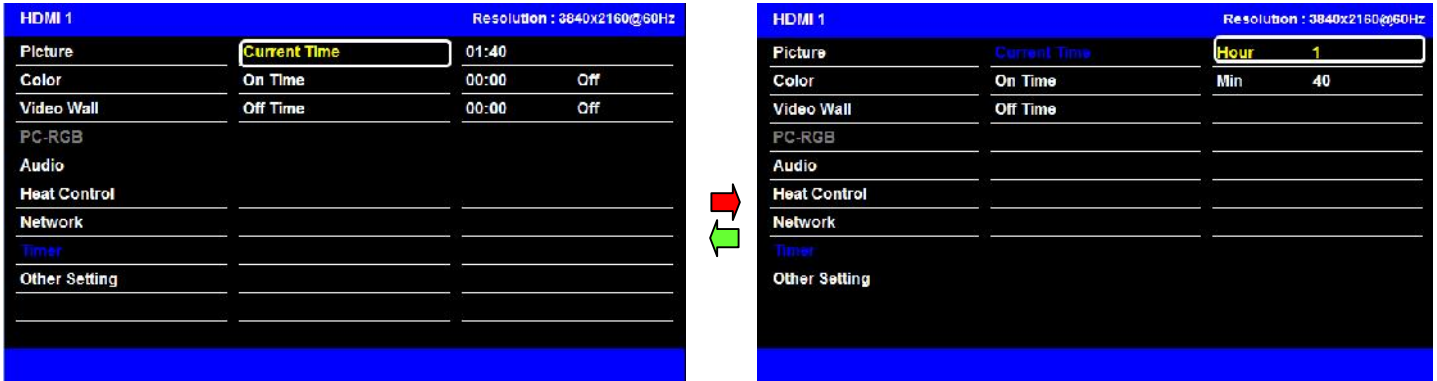 HDMI 1 Resolution : 3840x2160@60Hz
Picture Current Time 01:40
Color On Time 00:00 Off
Video Wall Off Time 00:00 Off
PC-RGB
Audio
Heat Control
Network
Timer
Other Setting
HDMI 1 Resolution : 3840x2160@60Hz
Picture Current Time Hour 1
Color On Time Min 40
Video Wall Off Time
PC-RGB
Audio
Heat Control
Network
Timer
Other Setting